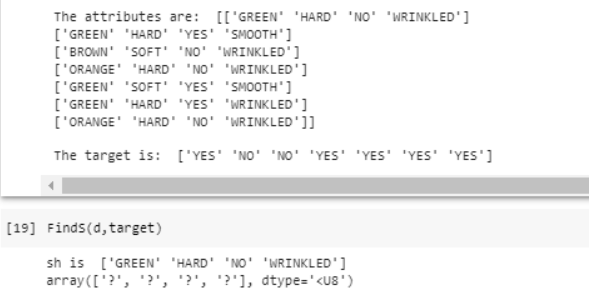 The attributes are:  [['GREEN' 'HARD' 'NO' 'WRINKLED']
['GREEN' 'HARD' 'YES' 'SMOOTH']
['BROWN' 'SOFT' 'NO' 'WRINKLED']
['ORANGE' 'HARD' 'NO' 'WRINKLED']
['GREEN' 'SOFT' 'YES' 'SMOOTH']
['GREEN' 'HARD' 'YES' 'WRINKLED']
['ORANGE' 'HARD' 'NO' 'WRINKLED']]
The target is:  ['YES' 'NO' 'NO' 'YES' 'YES' 'YES' 'YES']
[19] FindS(d,target)
sh is  ['GREEN' 'HARD' 'NO' 'WRINKLED']
array(['?', '?', '?', '?'], dtype='<U8')